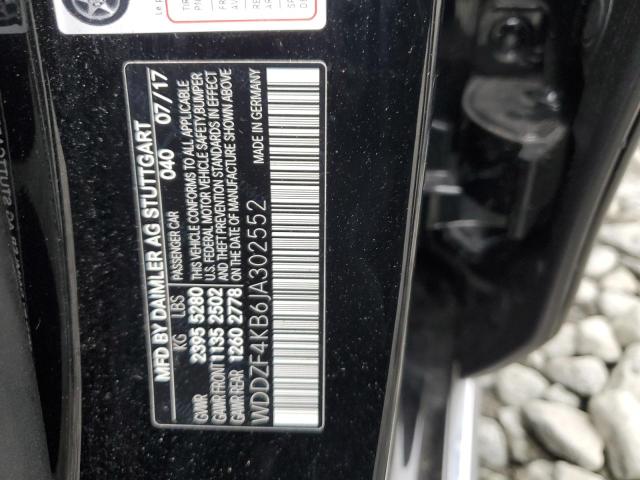 MFD BY DAIMLER AG STUTTGART
PASSENGER CAR 040 07/17
KG LBS
GVWR 2395 5280
GAWR FRONT 1135 2502
GAWR REAR 1260 2778
THIS VEHICLE CONFORMS TO ALL APPLICABLE
U.S. FEDERAL MOTOR VEHICLE SAFETY, BUMPER
AND THEFT PREVENTION STANDARDS IN EFFECT
ON THE DATE OF MANUFACTURE SHOWN ABOVE
WDDZF4KB6JA302552
MADE IN GERMANY